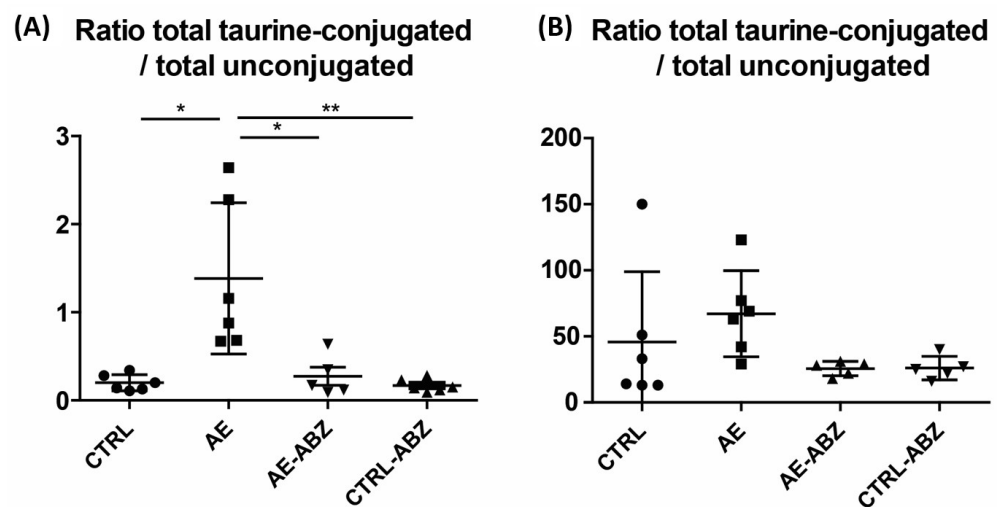 (A) Ratio total taurine-conjugated
/ total unconjugated
* ** *
3
2
1
0
CTRL AE AE-ABZ CTRL-ABZ
(B) Ratio total taurine-conjugated
/ total unconjugated
200
150
100
50
0
CTRL AE AE-ABZ CTRL-ABZ